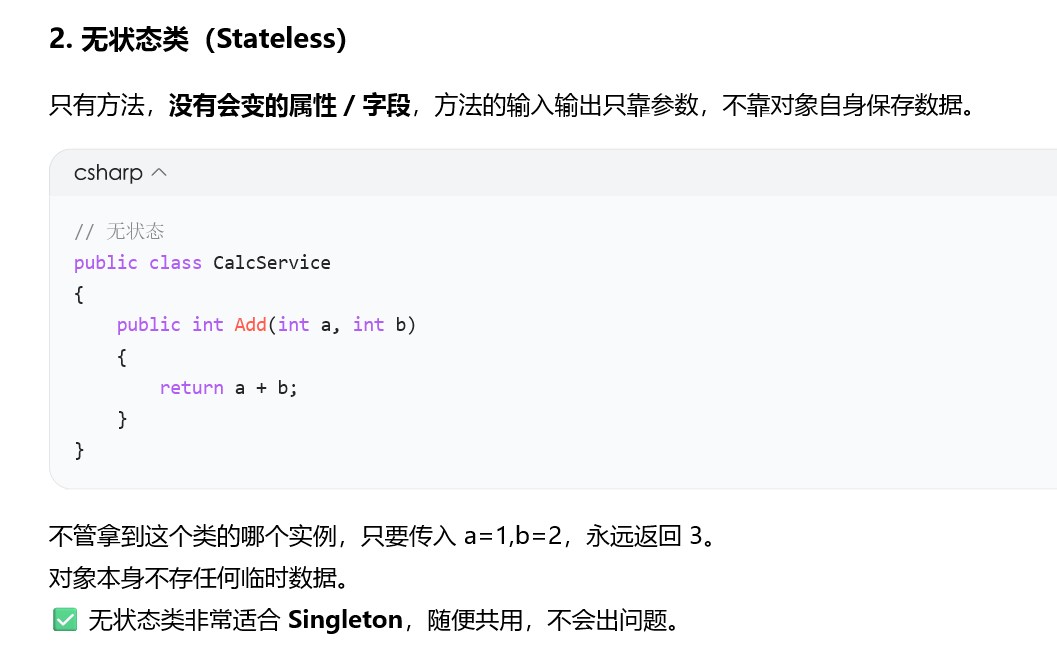 2. 无状态类（Stateless）
只有方法，没有会变的属性 / 字段，方法的输入输出只靠参数，不靠对象自身保存数据。
csharp
// 无状态
public class CalcService
{
    public int Add(int a, int b)
    {
        return a + b;
    }
}
不管拿到这个类的哪个实例，只要传入 a=1,b=2，永远返回 3。
对象本身不存任何临时数据。
✅ 无状态类非常适合 Singleton，随便共用，不会出问题。